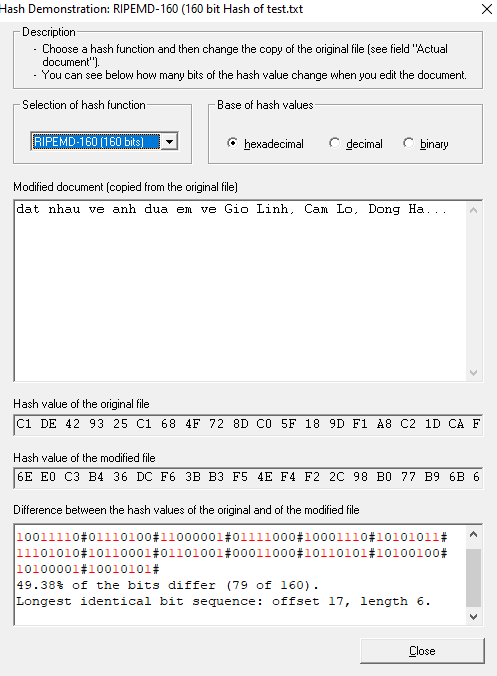 Hash Demonstration: RIPEMD-160 (160 bit Hash of test.txt
Description
- Choose a hash function and then change the copy of the original file (see field "Actual
document").
- You can see below how many bits of the hash value change when you edit the document.
Selection of hash function
RIPEMD-160 (160 bits)
Base of hash values
hexadecimal
decimal
binary
Modified document (copied from the original file)
dat nhau ve anh dua em ve Gio Linh, Cam Lo, Dong Ha...
Hash value of the original file
C1 DE 42 93 25 C1 68 4F 72 8D C0 5F 18 9D F1 A8 C2 1D CA F
Hash value of the modified file
6E E0 C3 B4 36 DC F6 3B B3 F5 4E F4 F2 2C 98 B0 77 B9 6B 6
Difference between the hash values of the original and of the modified file
10011110#01110100#11000001#01111000#10001110#10101011#
11101010#10110001#01101001#00011000#10110101#10100100#
10100001#10010101#
49.38% of the bits differ (79 of 160).
Longest identical bit sequence: offset 17, length 6.
Close